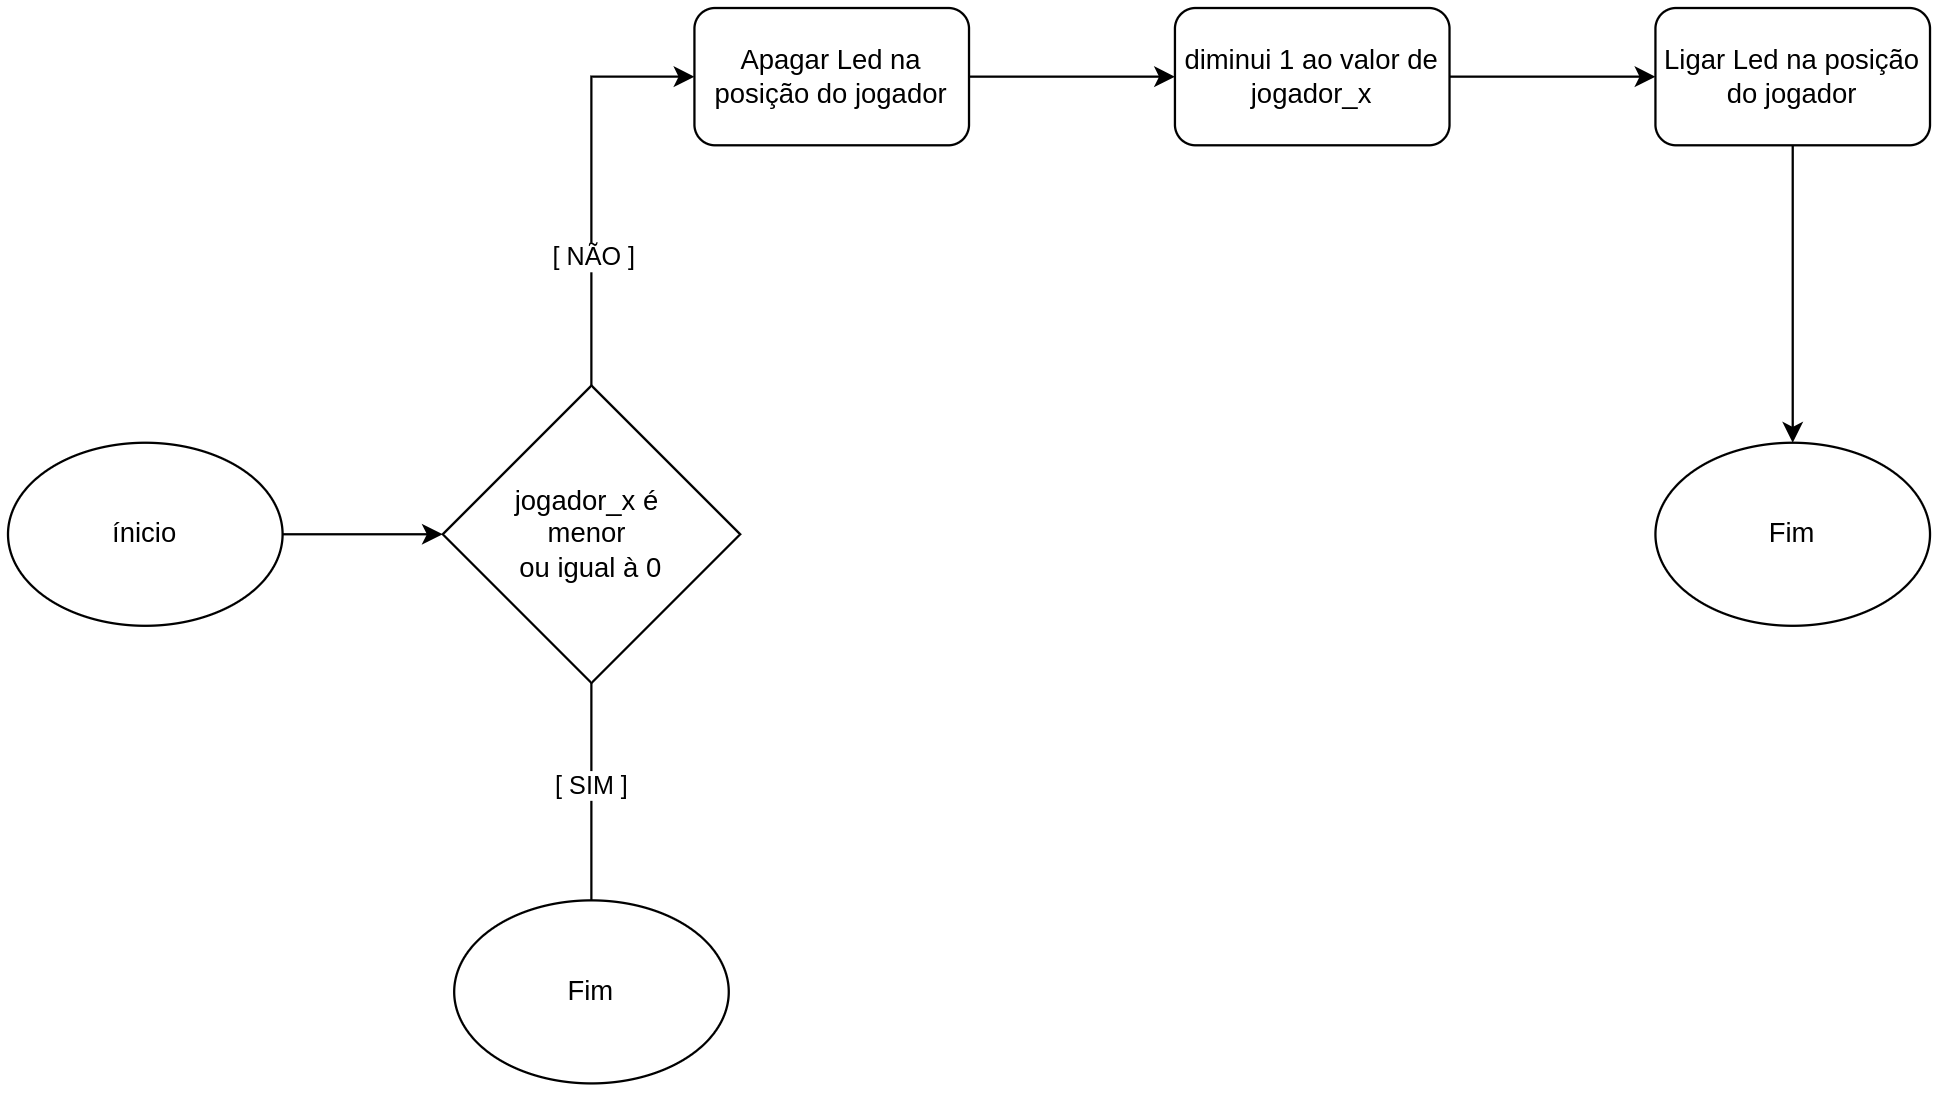 Apagar Led na
posição do jogador
diminui 1 ao valor de
jogador_x
Ligar Led na posição
do jogador
[ NÃO ]
ínicio
jogador_x é
menor
ou igual à 0
Fim
[ SIM ]
Fim